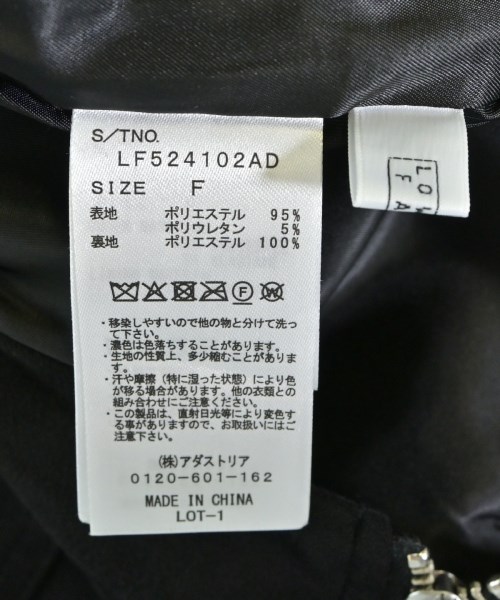 S/TNO.
LF524102AD
SIZE F
表地 ポリエステル 95%
ポリウレタン 5%
裏地 ポリエステル 100%
F W
・移染しやすいので他の物と分けて洗っ
て下さい。
・濃色は色落ちすることがあります。
・生地の性質上、多少縮むことがありま
す。
・汗や摩擦（特に湿った状態）により色
が移る場合があります。他の衣類との
組み合わせにご注意ください。
・この製品は、直射日光等により変色す
る事がありますので、お取扱いにはご
注意下さい。
(株)アダストリア
0120-601-162
MADE IN CHINA
LOT-1
LO
F A